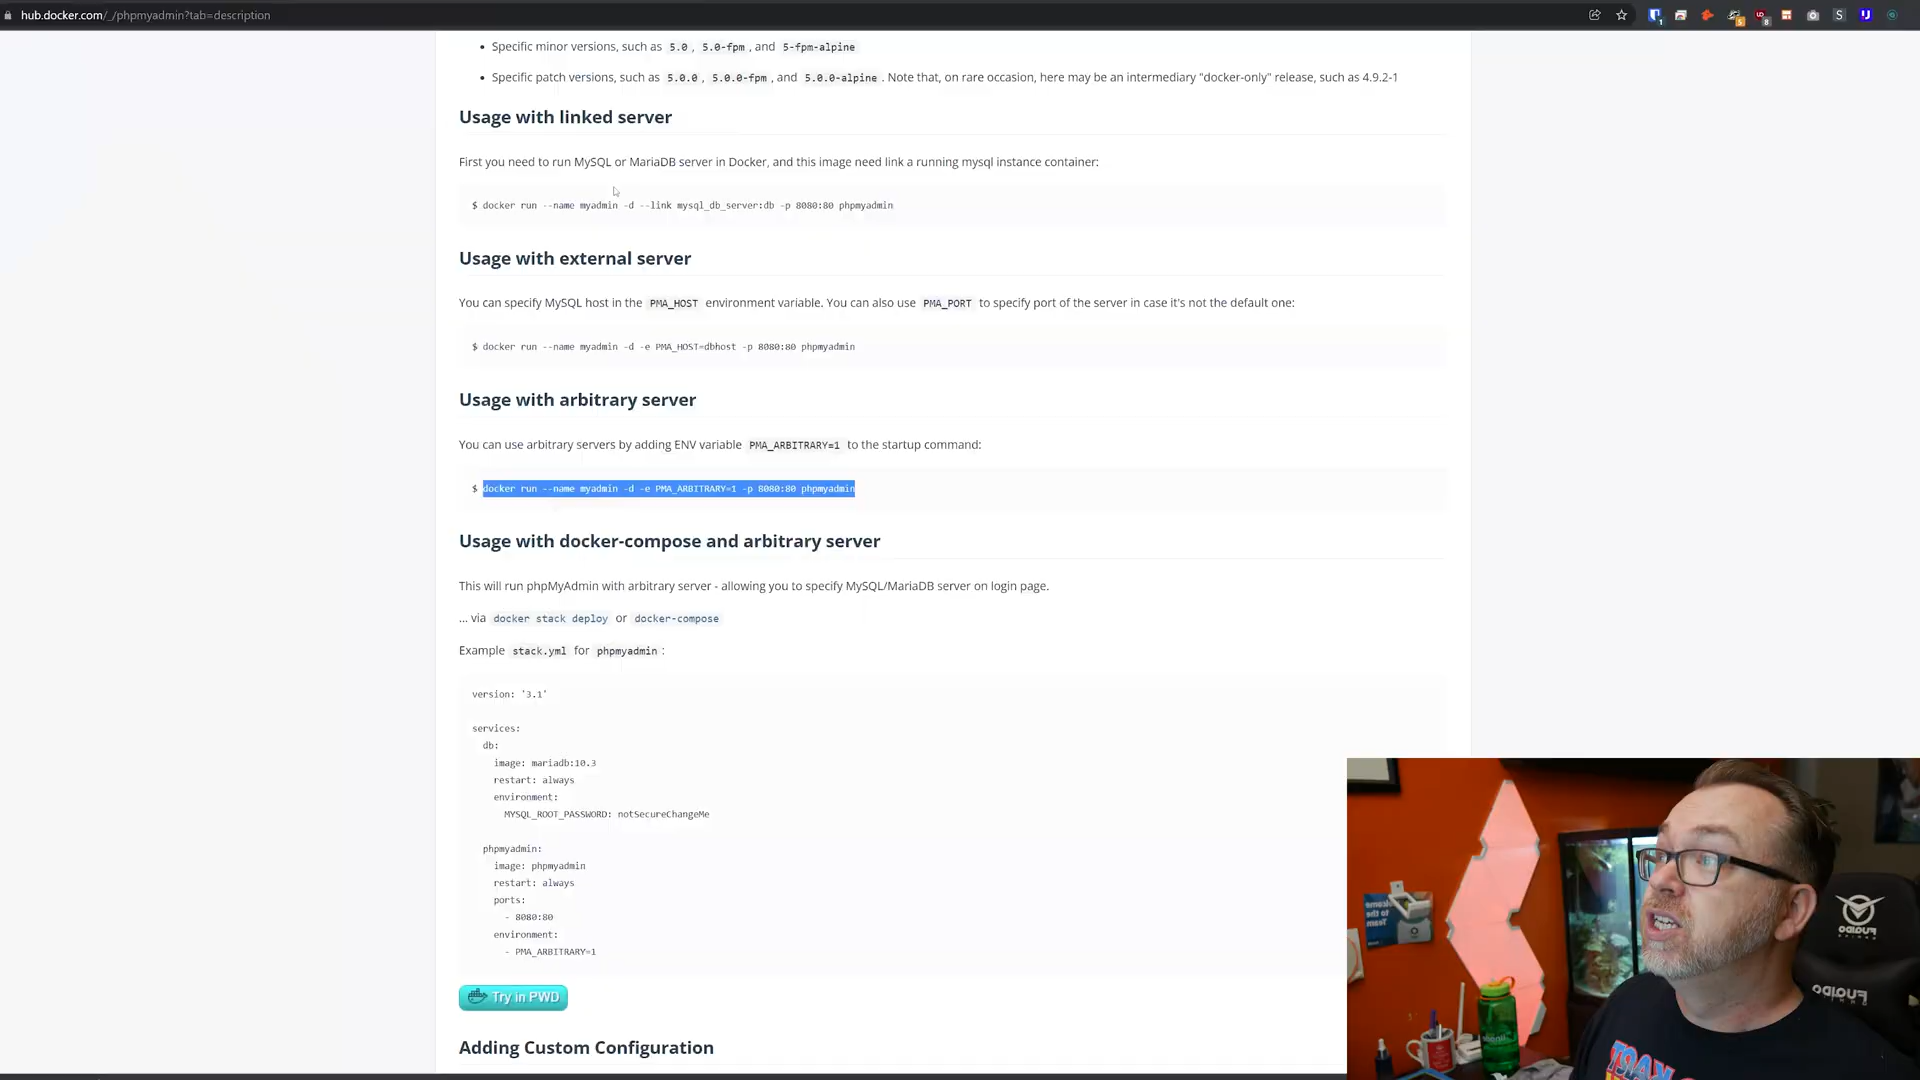 hub.docker.com/_/phpmyadmin?tab=description
• Specific minor versions, such as 5.0 , 5.0-fpm , and 5-fpm-alpine
• Specific patch versions, such as 5.0.0 , 5.0.0-fpm , and 5.0.0-alpine . Note that, on rare occasion, here may be an intermediary "docker-only" release, such as 4.9.2-1
Usage with linked server
First you need to run MySQL or MariaDB server in Docker, and this image need link a running mysql instance container:
$ docker run --name myadmin -d --link mysql_db_server:db -p 8080:80 phpmyadmin
Usage with external server
You can specify MySQL host in the PMA_HOST environment variable. You can also use PMA_PORT to specify port of the server in case it's not the default one:
$ docker run --name myadmin -d -e PMA_HOST=dbhost -p 8080:80 phpmyadmin
Usage with arbitrary server
You can use arbitrary servers by adding ENV variable PMA_ARBITRARY=1 to the startup command:
$ docker run --name myadmin -d -e PMA_ARBITRARY=1 -p 8080:80 phpmyadmin
Usage with docker-compose and arbitrary server
This will run phpMyAdmin with arbitrary server - allowing you to specify MySQL/MariaDB server on login page.
... via docker stack deploy or docker-compose
Example stack.yml for phpmyadmin :
version: '3.1'
services:
db:
image: mariadb:10.3
restart: always
environment:
MYSQL_ROOT_PASSWORD: notSecureChangeMe
phpmyadmin:
image: phpmyadmin
restart: always
ports:
- 8080:80
environment:
- PMA_ARBITRARY=1
Try in PWD
Adding Custom Configuration
Welcome
to the
Team